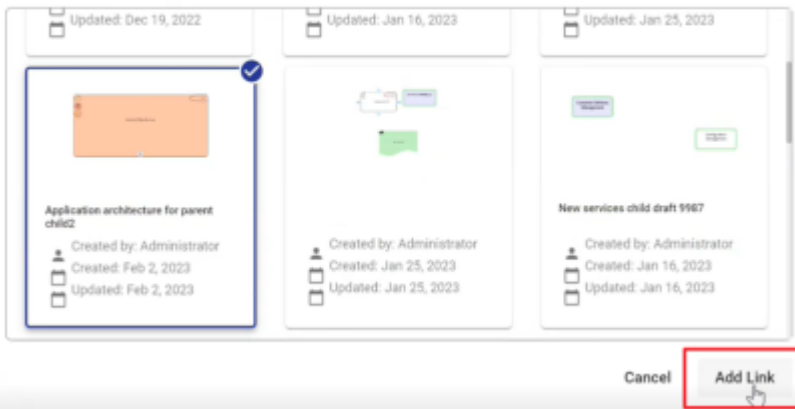 Updated: Dec 19, 2022
Updated: Jan 16, 2023
Updated: Jan 25, 2023
Application architecture for parent
child2
Created by: Administrator
Created: Feb 2, 2023
Updated: Feb 2, 2023
Created by: Administrator
Created: Jan 25, 2023
Updated: Jan 25, 2023
New services child draft 9987
Created by: Administrator
Created: Jan 16, 2023
Updated: Jan 16, 2023
Cancel
Add Link